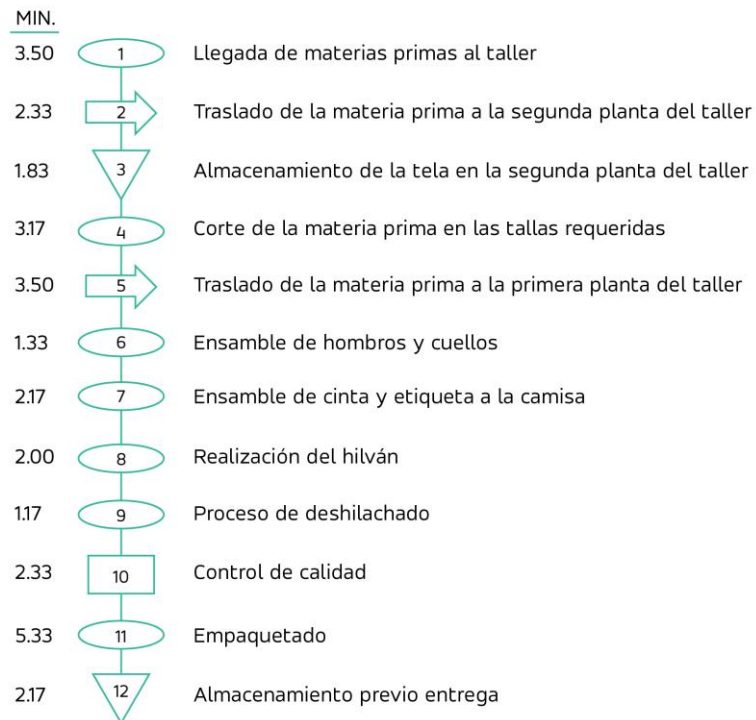 MIN.
3.50 1 Llegada de materias primas al taller
2.33 2 Traslado de la materia prima a la segunda planta del taller
1.83 3 Almacenamiento de la tela en la segunda planta del taller
3.17 4 Corte de la materia prima en las tallas requeridas
3.50 5 Traslado de la materia prima a la primera planta del taller
1.33 6 Ensamble de hombros y cuellos
2.17 7 Ensamble de cinta y etiqueta a la camisa
2.00 8 Realización del hilván
1.17 9 Proceso de deshilachado
2.33 10 Control de calidad
5.33 11 Empaquetado
2.17 12 Almacenamiento previo entrega